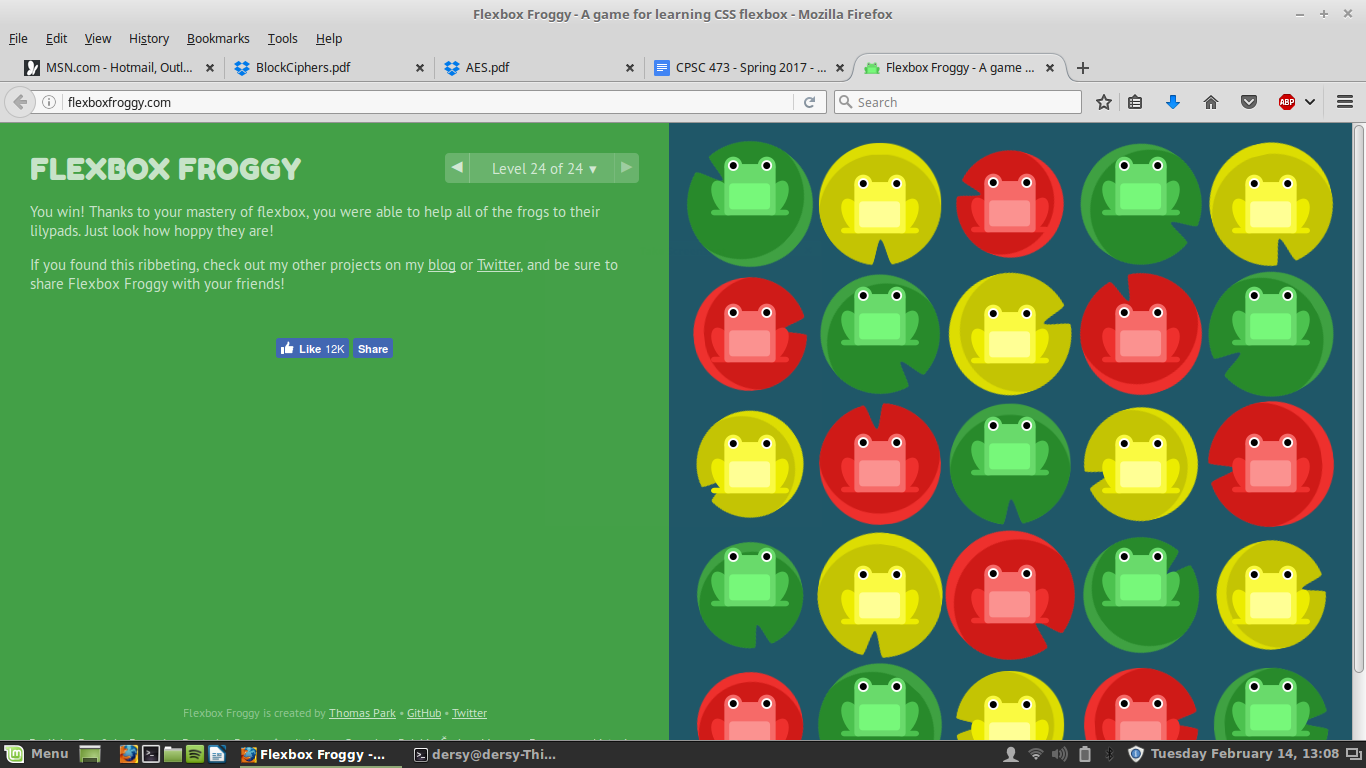 Flexbox Froggy - A game for learning CSS flexbox - Mozilla Firefox
File Edit View History Bookmarks Tools Help
MSN.com - Hotmail, Outl...
BlockCiphers.pdf
AES.pdf
CPSC 473 - Spring 2017 - ...
Flexbox Froggy - A game ...
flexboxfroggy.com
Search
ABP
FLEXBOX FROGGY
Level 24 of 24 ▾
You win! Thanks to your mastery of flexbox, you were able to help all of the frogs to their
lilypads. Just look how hoppy they are!
If you found this ribbeting, check out my other projects on my blog or Twitter, and be sure to
share Flexbox Froggy with your friends!
Like 12K
Share
Flexbox Froggy is created by Thomas Park • GitHub • Twitter
Menu
Flexbox Froggy -...
dersy@dersy-Thi...
Tuesday February 14, 13:08